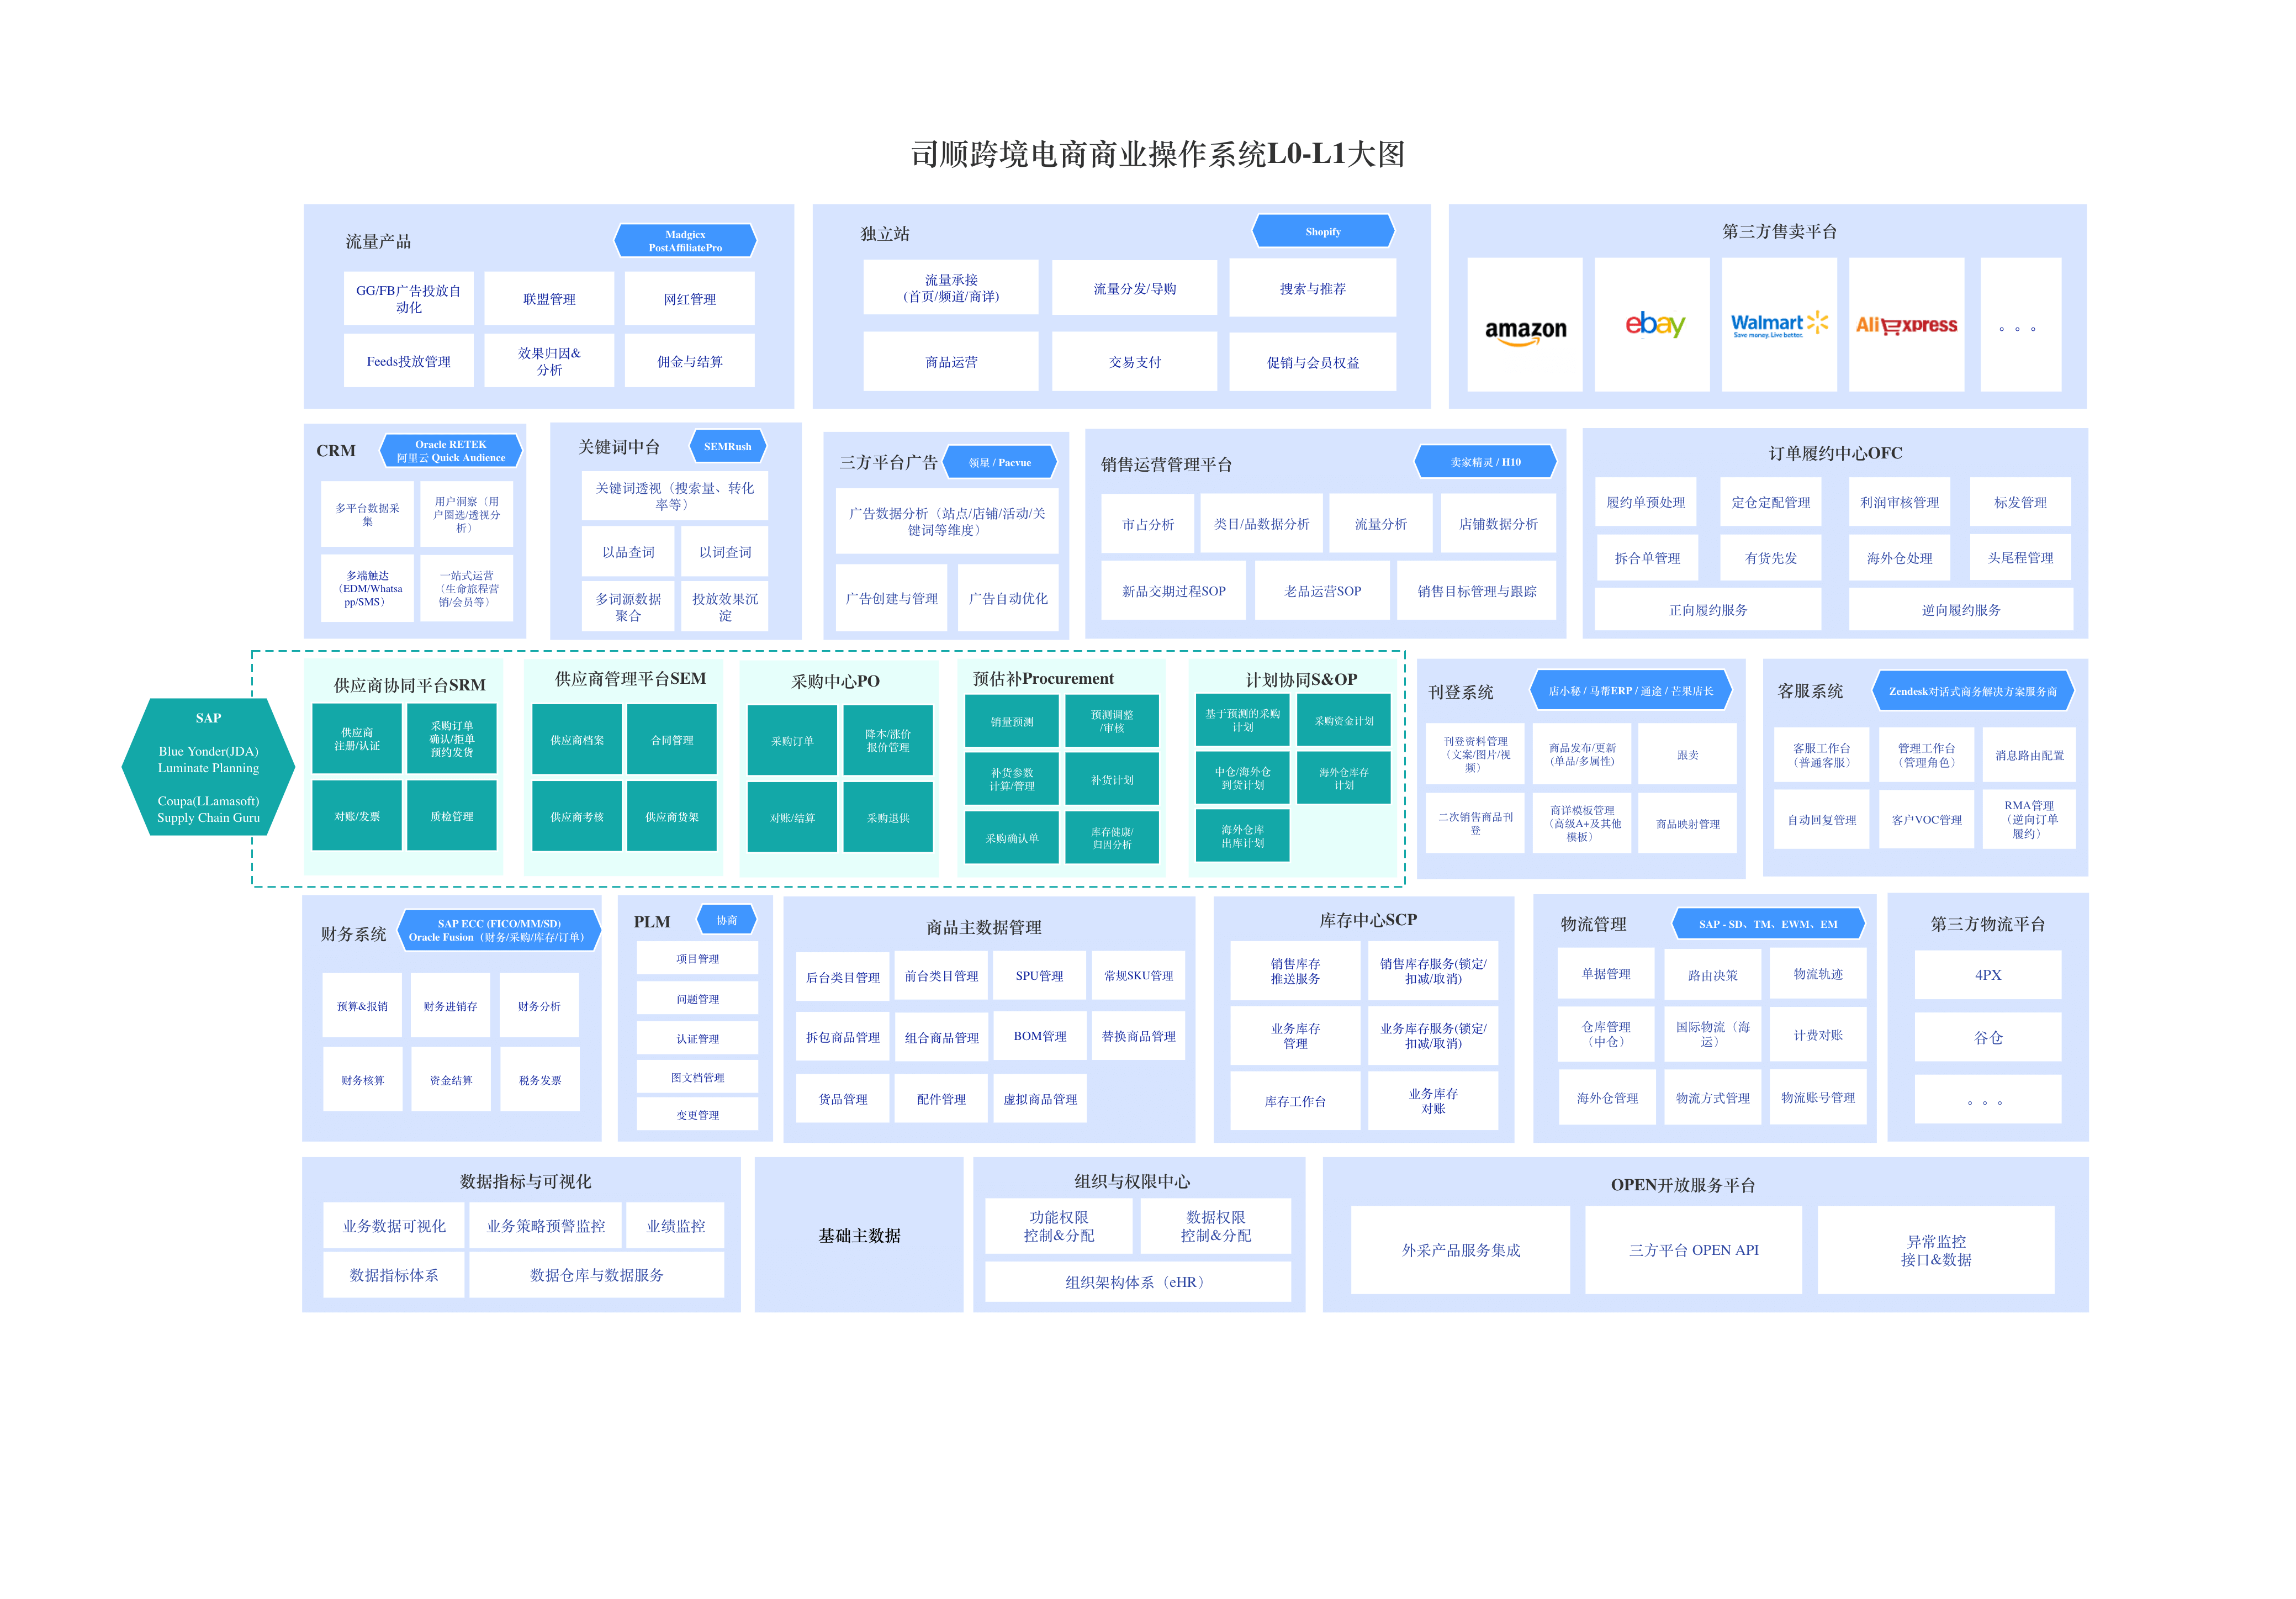 司顺跨境电商商业操作系统L0-L1大图
流量产品
Madgicx
PostAffiliatePro
GG/FB广告投放自
动化
联盟管理
网红管理
Feeds投放管理
效果归因&
分析
佣金与结算
独立站
Shopify
流量承接
(首页/频道/商详)
流量分发/导购
搜索与推荐
商品运营
交易支付
促销与会员权益
第三方售卖平台
amazon
ebay
Walmart
Save money. Live better.
AliExpress
。。。
CRM
Oracle RETEK
阿里云 Quick Audience
多平台数据采
集
用户洞察（用
户圈选/透视分
析）
多端触达
（EDM/Whatsa
pp/SMS）
一站式运营
（生命旅程营
销/会员等）
关键词中台
SEMRush
关键词透视（搜索量、转化
率等）
以品查词
以词查词
多词源数据
聚合
投放效果沉
淀
三方平台广告
领星 / Pacvue
广告数据分析（站点/店铺/活动/关
键词等维度）
广告创建与管理
广告自动优化
销售运营管理平台
卖家精灵 / H10
市占分析
类目/品数据分析
流量分析
店铺数据分析
新品交期过程SOP
老品运营SOP
销售目标管理与跟踪
订单履约中心OFC
履约单预处理
定仓定配管理
利润审核管理
标发管理
拆合单管理
有货先发
海外仓处理
头尾程管理
正向履约服务
逆向履约服务
SAP
Blue Yonder(JDA)
Luminate Planning
Coupa(LLamasoft)
Supply Chain Guru
供应商协同平台SRM
供应商
注册/认证
采购订单
确认/拒单
预约发货
对账/发票
质检管理
供应商管理平台SEM
供应商档案
合同管理
供应商考核
供应商货架
采购中心PO
采购订单
降本/涨价
报价管理
对账/结算
采购退供
预估补Procurement
销量预测
预测调整
/审核
补货参数
计算/管理
补货计划
采购确认单
库存健康/
归因分析
计划协同S&OP
基于预测的采购
计划
采购资金计划
中仓/海外仓
到货计划
海外仓库存
计划
海外仓库
出库计划
刊登系统
店小秘 / 马帮ERP / 通途 / 芒果店长
刊登资料管理
（文案/图片/视
频）
商品发布/更新
(单品/多属性)
跟卖
二次销售商品刊
登
商详模板管理
（高级A+及其他
模板）
商品映射管理
客服系统
Zendesk对话式商务解决方案服务商
客服工作台
（普通客服）
管理工作台
（管理角色）
消息路由配置
自动回复管理
客户VOC管理
RMA管理
（逆向订单
履约）
财务系统
SAP ECC (FICO/MM/SD)
Oracle Fusion（财务/采购/库存/订单）
预算&报销
财务进销存
财务分析
财务核算
资金结算
税务发票
PLM
协商
项目管理
问题管理
认证管理
图文档管理
变更管理
商品主数据管理
后台类目管理
前台类目管理
SPU管理
常规SKU管理
拆包商品管理
组合商品管理
BOM管理
替换商品管理
货品管理
配件管理
虚拟商品管理
库存中心SCP
销售库存
推送服务
销售库存服务(锁定/
扣减/取消)
业务库存
管理
业务库存服务(锁定/
扣减/取消)
库存工作台
业务库存
对账
物流管理
SAP - SD、TM、EWM、EM
单据管理
路由决策
物流轨迹
仓库管理
（中仓）
国际物流（海
运）
计费对账
海外仓管理
物流方式管理
物流账号管理
第三方物流平台
4PX
谷仓
。。。
数据指标与可视化
业务数据可视化
业务策略预警监控
业绩监控
数据指标体系
数据仓库与数据服务
基础主数据
组织与权限中心
功能权限
控制&分配
数据权限
控制&分配
组织架构体系（eHR）
OPEN开放服务平台
外采产品服务集成
三方平台 OPEN API
异常监控
接口&数据